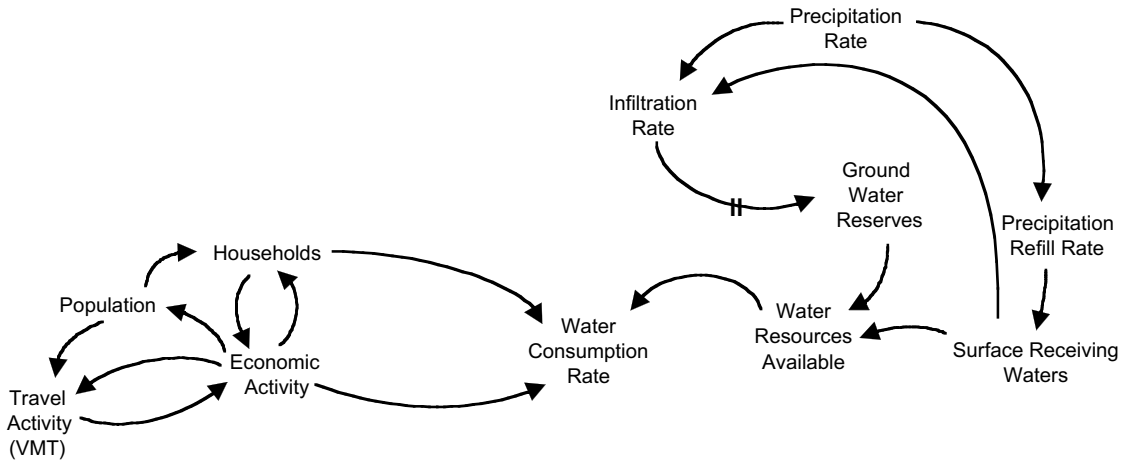 Precipitation
Rate
Infiltration
Rate
Ground
Water
Reserves
Precipitation
Refill Rate
Households
Population
Water
Consumption
Rate
Water
Resources
Available
Surface Receiving
Waters
Economic
Activity
Travel
Activity
(VMT)